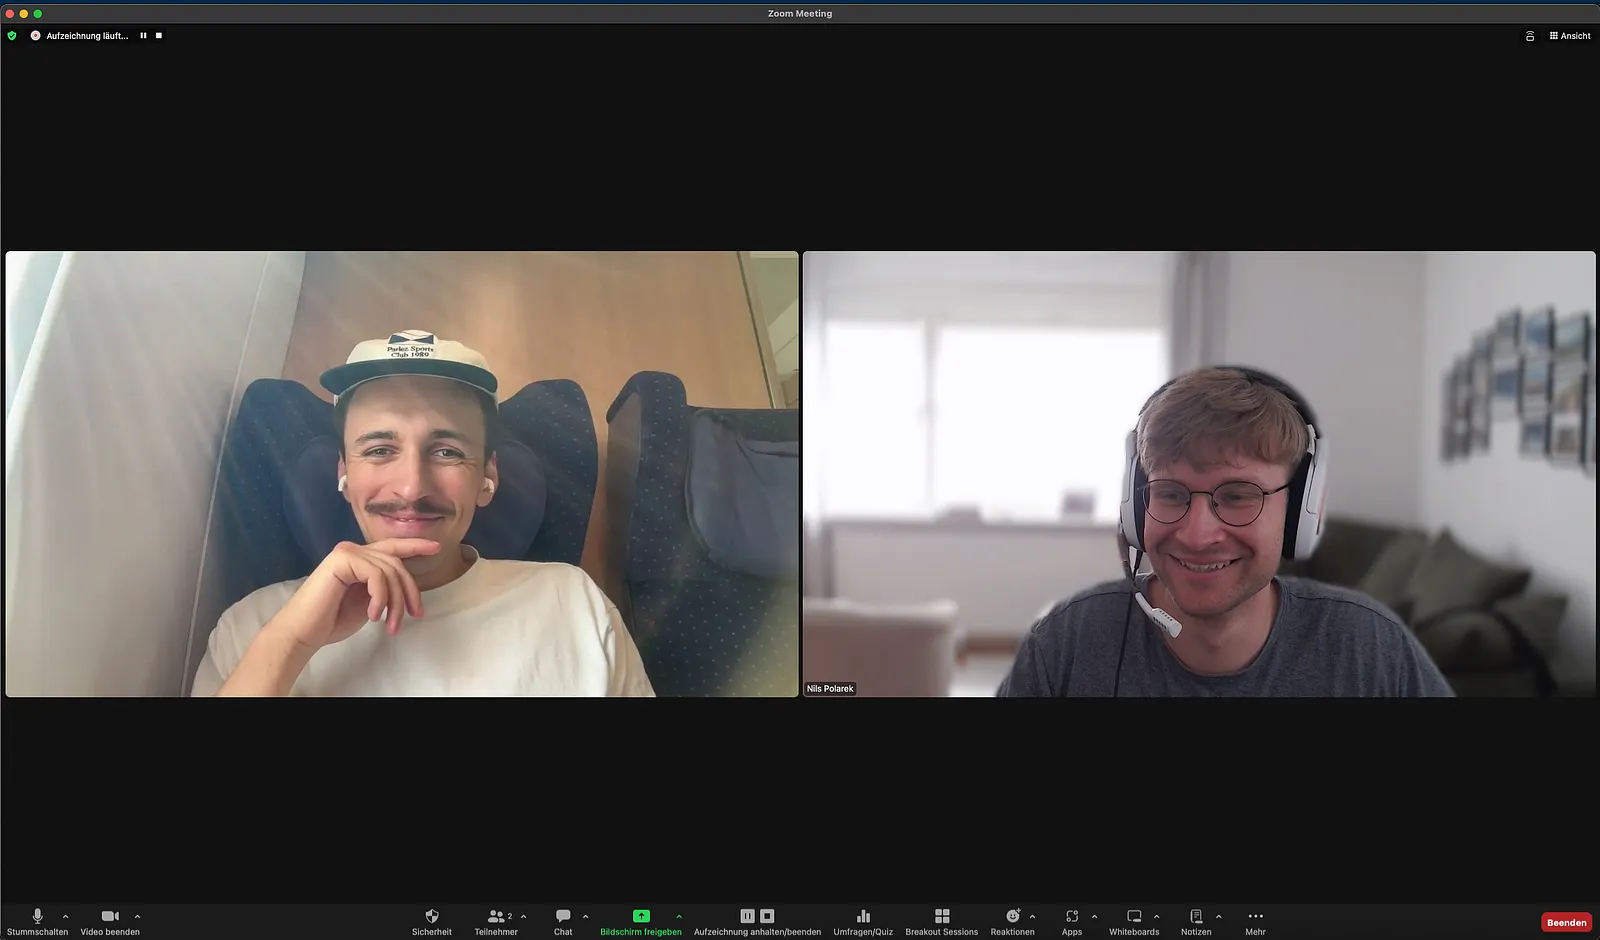 Zoom Meeting
Aufzeichnung läuft...
Ansicht
Parlez Sports
Club 1989
Nils Polarek
Stummschalten
Video beenden
Sicherheit
2
Teilnehmer
Chat
Bildschirm freigeben
Aufzeichnung anhalten/beenden
Umfragen/Quiz
Breakout Sessions
Reaktionen
Apps
Whiteboards
Notizen
Mehr
Beenden